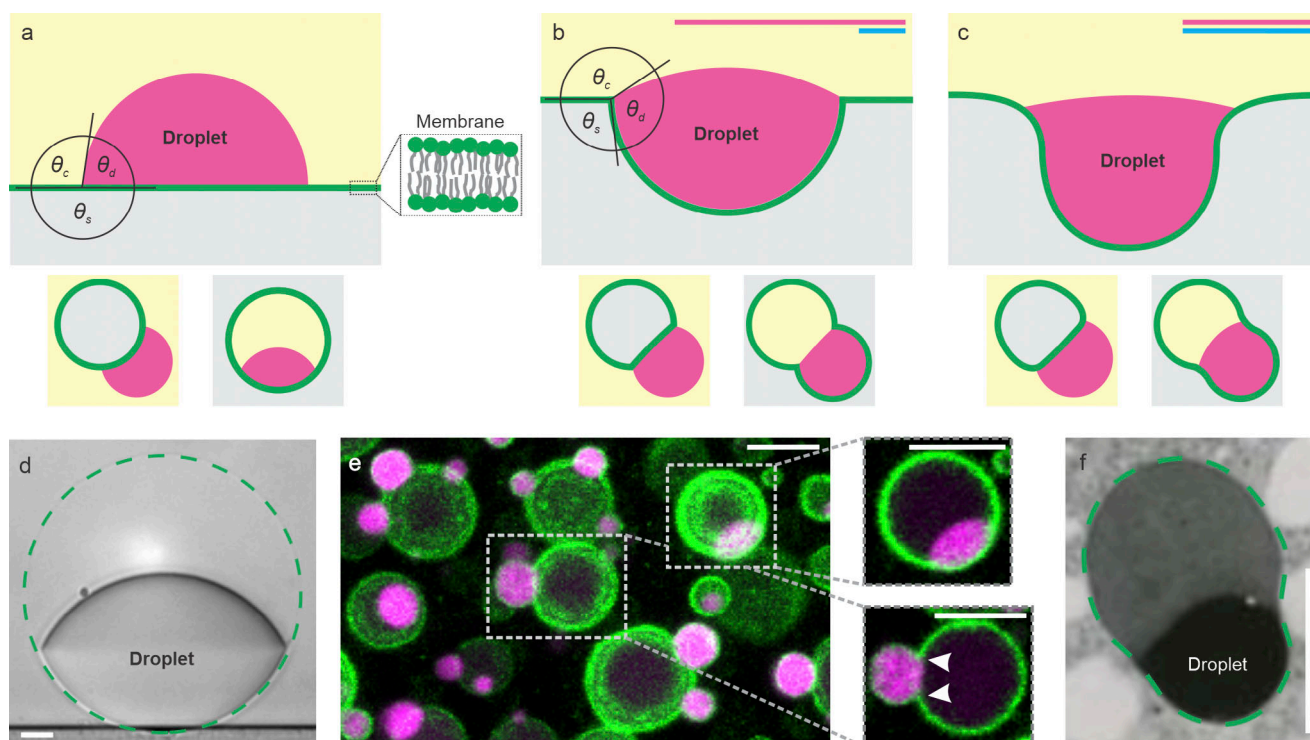 a
Droplet
θc
θd
θs
Membrane
b
θc
θs
θd
Droplet
c
Droplet
d
Droplet
e
f
Droplet